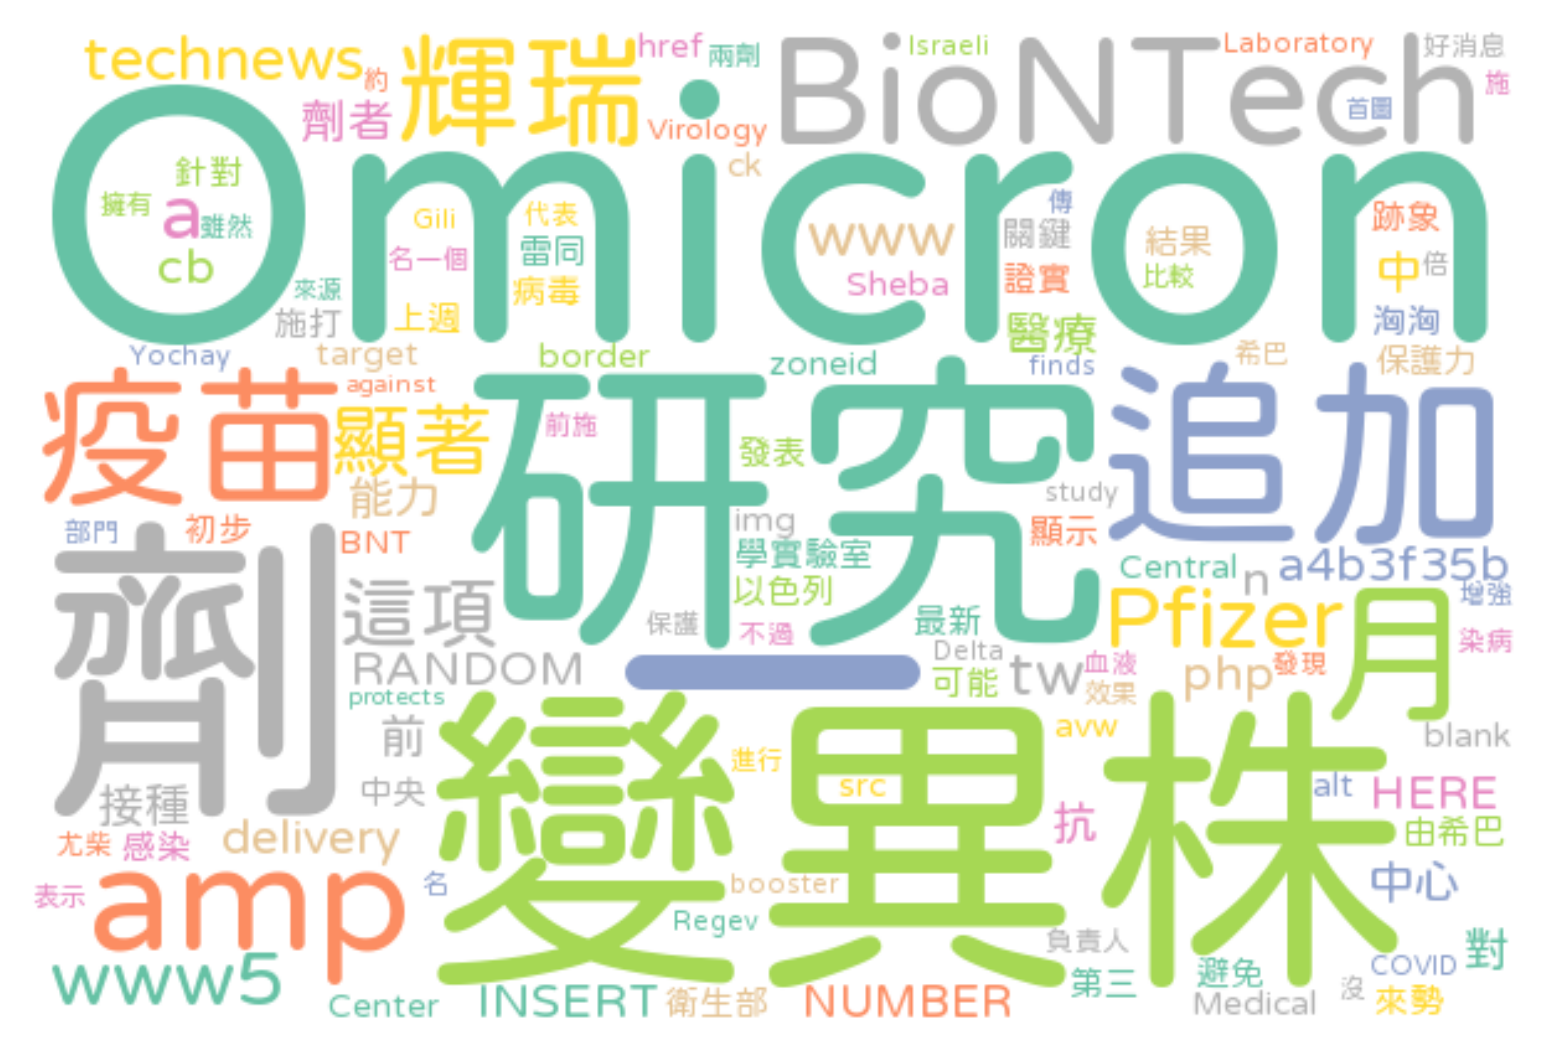 technews 約 輝瑞 href 兩劑 BioNTech Israeli Laboratory 好消息
劑者 Virology 首圖 施
Omicron
針對 ck
擁有 a 雖然 Gili 代表 www 傳 跡象
cb 名一個 雷同 Sheba 關鍵 結果 中 倍
來源 病毒 證實 比較
施打 上週 醫療 洶洶
Yochay target border zoneid finds 希巴 保護力
疫苗 against 研究 追加
顯著 前施 發表
能力 study
部門 初步 BNT img 顯示
劑 學實驗室 Central n a4b3f35b
這項 以色列 Pfizer 月 增強
保護 不過 最新 染病
RANDOM — Delta tw 血液 php 發現
protects 可能 效果
前 變異株 avw blank
中央 進行 src alt HERE
接種 抗 由希巴
尤柴 感染 delivery
表示 amp 名 booster 中心
Regev 負責人 對
www5 第三 避免 COVID
Center INSERT 衛生部 NUMBER Medical 沒 來勢